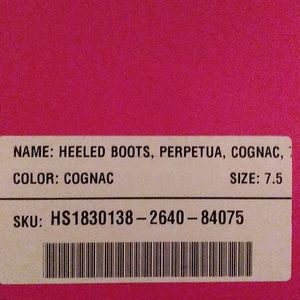 NAME: HEELED BOOTS, PERPETUA, COGNAC,
COLOR: COGNAC SIZE: 7.5
SKU: HS1830138-2640-84075